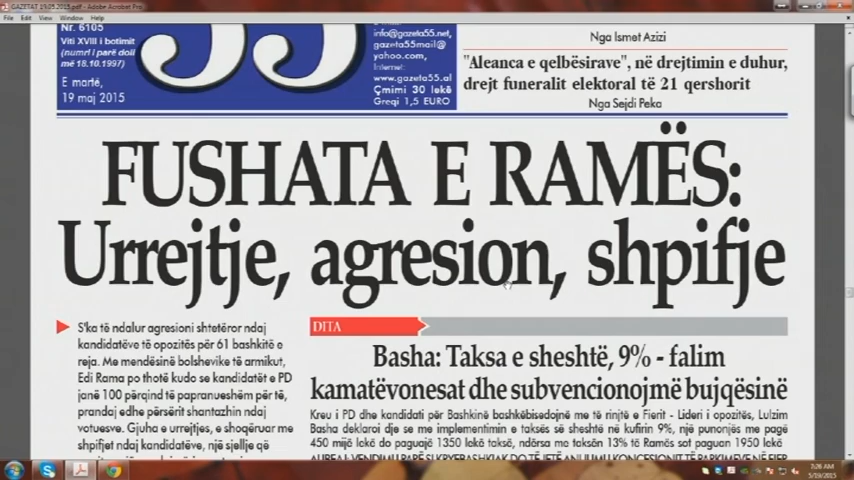 GAZETAT 19.05.2015.pdf - Adobe Acrobat Pro
File Edit View Window Help
Nr. 6105
Viti XVIII i botimit
(numri i parë doli
më 18.10.1997)
E martë,
19 maj 2015
55
info@gazeta55.net,
gazeta55mail@
yahoo.com,
Internet:
www.gazeta55.al
Çmimi 30 lekë
Greqi 1,5 EURO
Nga Ismet Azizi
"Aleanca e qelbësirave", në drejtimin e duhur,
drejt funeralit elektoral të 21 qershorit
Nga Sejdi Peka
FUSHATA E RAMËS:
Urrejtje, agresion, shpifje
S'ka të ndalur agresioni shtetëror ndaj
kandidatëve të opozitës për 61 bashkitë e
reja. Me mendësinë bolshevike të armikut,
Edi Rama po thotë kudo se kandidatët e PD
janë 100 përqind të papranueshëm për të,
prandaj edhe përsërit shantazhin ndaj
votuesve. Gjuha e urrejtjes, e shoqëruar me
shpifjet ndaj kandidatëve, një sjellje që
DITA
Basha: Taksa e sheshtë, 9% - falim
kamatëvonesat dhe subvencionojmë bujqësinë
Kreu i PD dhe kandidati për Bashkinë bashkëbisedojnë me të rinjtë e Fierit - Lideri i opozitës, Lulzim
Basha deklaroi dje se me implementimin e taksës së sheshtë në kufirin 9%, një punonjës me pagë
450 mijë lekë do paguajë 1350 lekë taksë, ndërsa me taksën 13% të Ramës sot paguan 1950 lekë
7:26 AM
5/19/2015